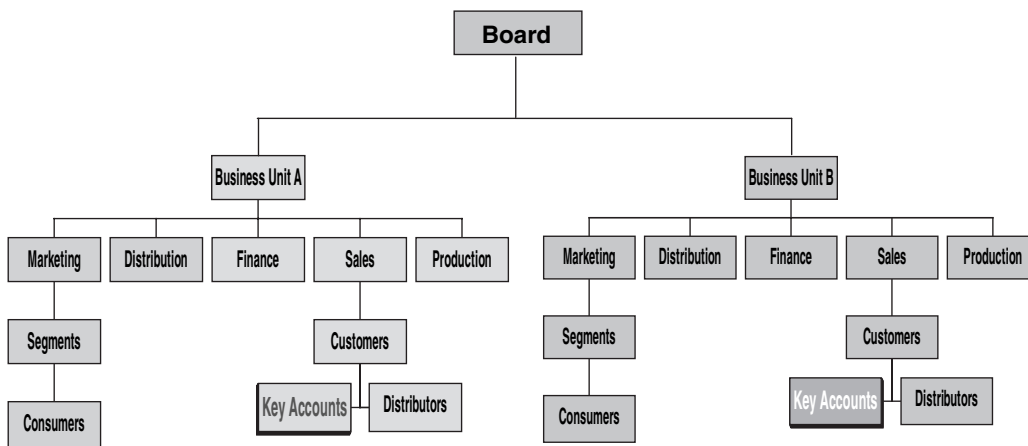 Board
Business Unit A
Business Unit B
Marketing
Distribution
Finance
Sales
Production
Marketing
Distribution
Finance
Sales
Production
Segments
Customers
Segments
Customers
Key Accounts
Distributors
Key Accounts
Distributors
Consumers
Consumers